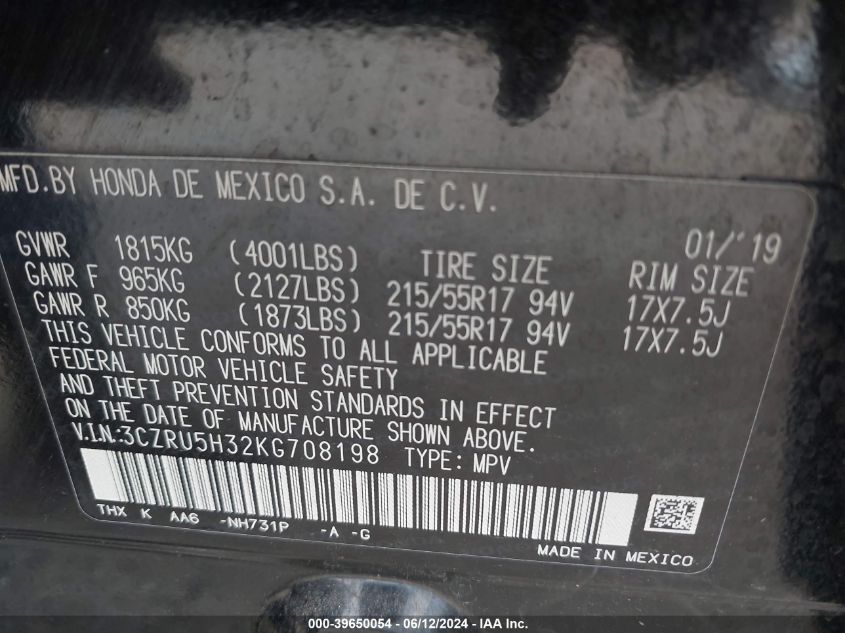 MFD.BY HONDA DE MEXICO S.A. DE C.V.
01/'19
GVWR 1815KG (4001LBS) TIRE SIZE RIM SIZE
GAWR F 965KG (2127LBS) 215/55R17 94V 17X7.5J
GAWR R 850KG (1873LBS) 215/55R17 94V 17X7.5J
THIS VEHICLE CONFORMS TO ALL APPLICABLE
FEDERAL MOTOR VEHICLE SAFETY
AND THEFT PREVENTION STANDARDS IN EFFECT
ON THE DATE OF MANUFACTURE SHOWN ABOVE.
V.I.N:3CZRU5H32KG708198 TYPE: MPV
THX K AA6 -NH731P -A -G
MADE IN MEXICO
000-39650054 - 06/12/2024 - IAA Inc.